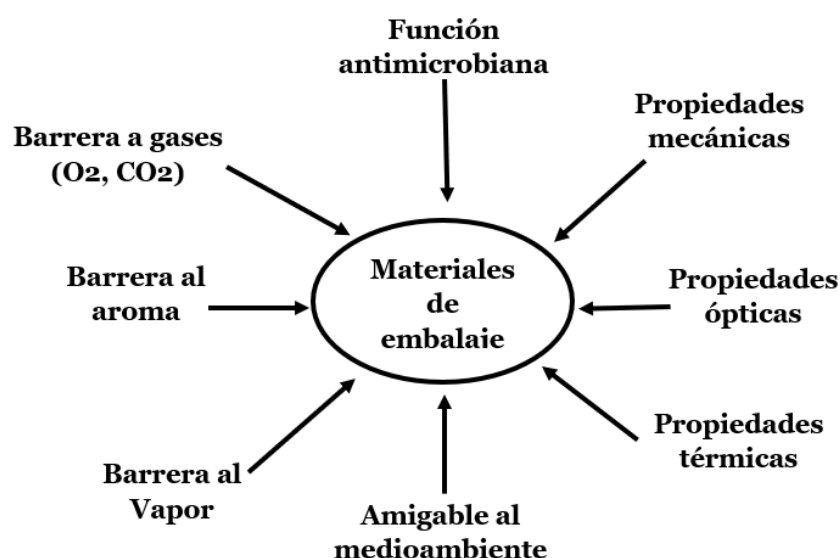 Función
antimicrobiana
Propiedades
mecánicas
Barrera a gases
(O2, CO2)
Materiales
de
embalaje
Barrera al
aroma
Propiedades
ópticas
Propiedades
térmicas
Barrera al
Vapor
Amigable al
medioambiente